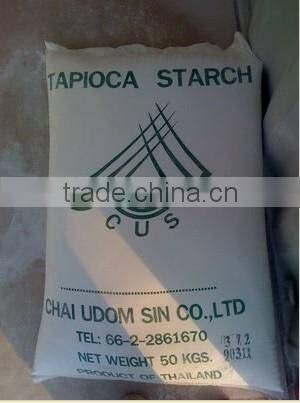 TAPIOCA STARCH
trade.china.cn
CUS
CHAI UDOM SIN CO.,LTD
TEL: 66-2-2861670
NET WEIGHT 50 KGS.
PRODUCT OF THAILAND